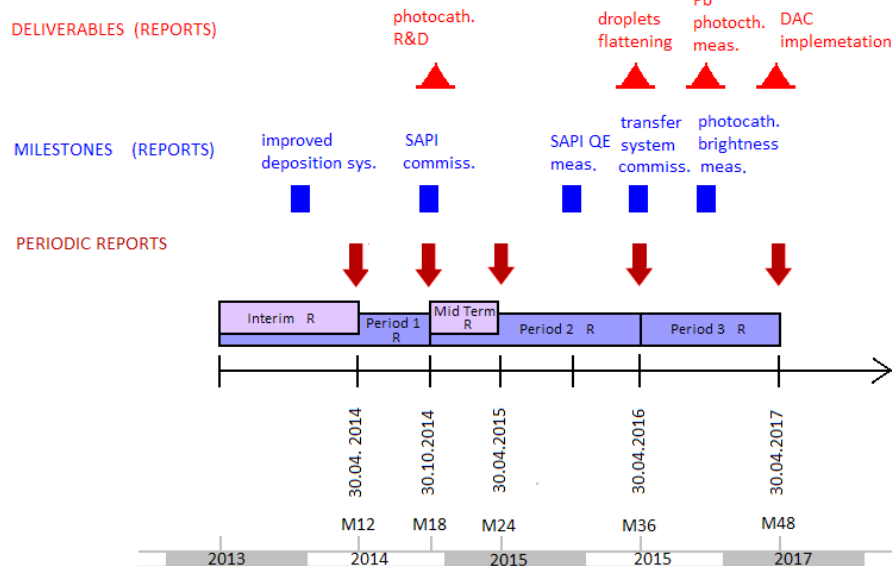 DELIVERABLES (REPORTS)
photocath.
R&D
droplets
flattening
Pb
photocth.
meas.
DAC
implemetation
MILESTONES (REPORTS)
improved
deposition sys.
SAPI
commiss.
SAPI QE
meas.
transfer
system
commiss.
photocath.
brightness
meas.
PERIODIC REPORTS
Interim R
Period 1
R
Mid Term
R
Period 2 R
Period 3 R
30.04. 2014
30.10.2014
30.04.2015
30.04.2016
30.04.2017
M12
M18
M24
M36
M48
2013
2014
2015
2015
2017